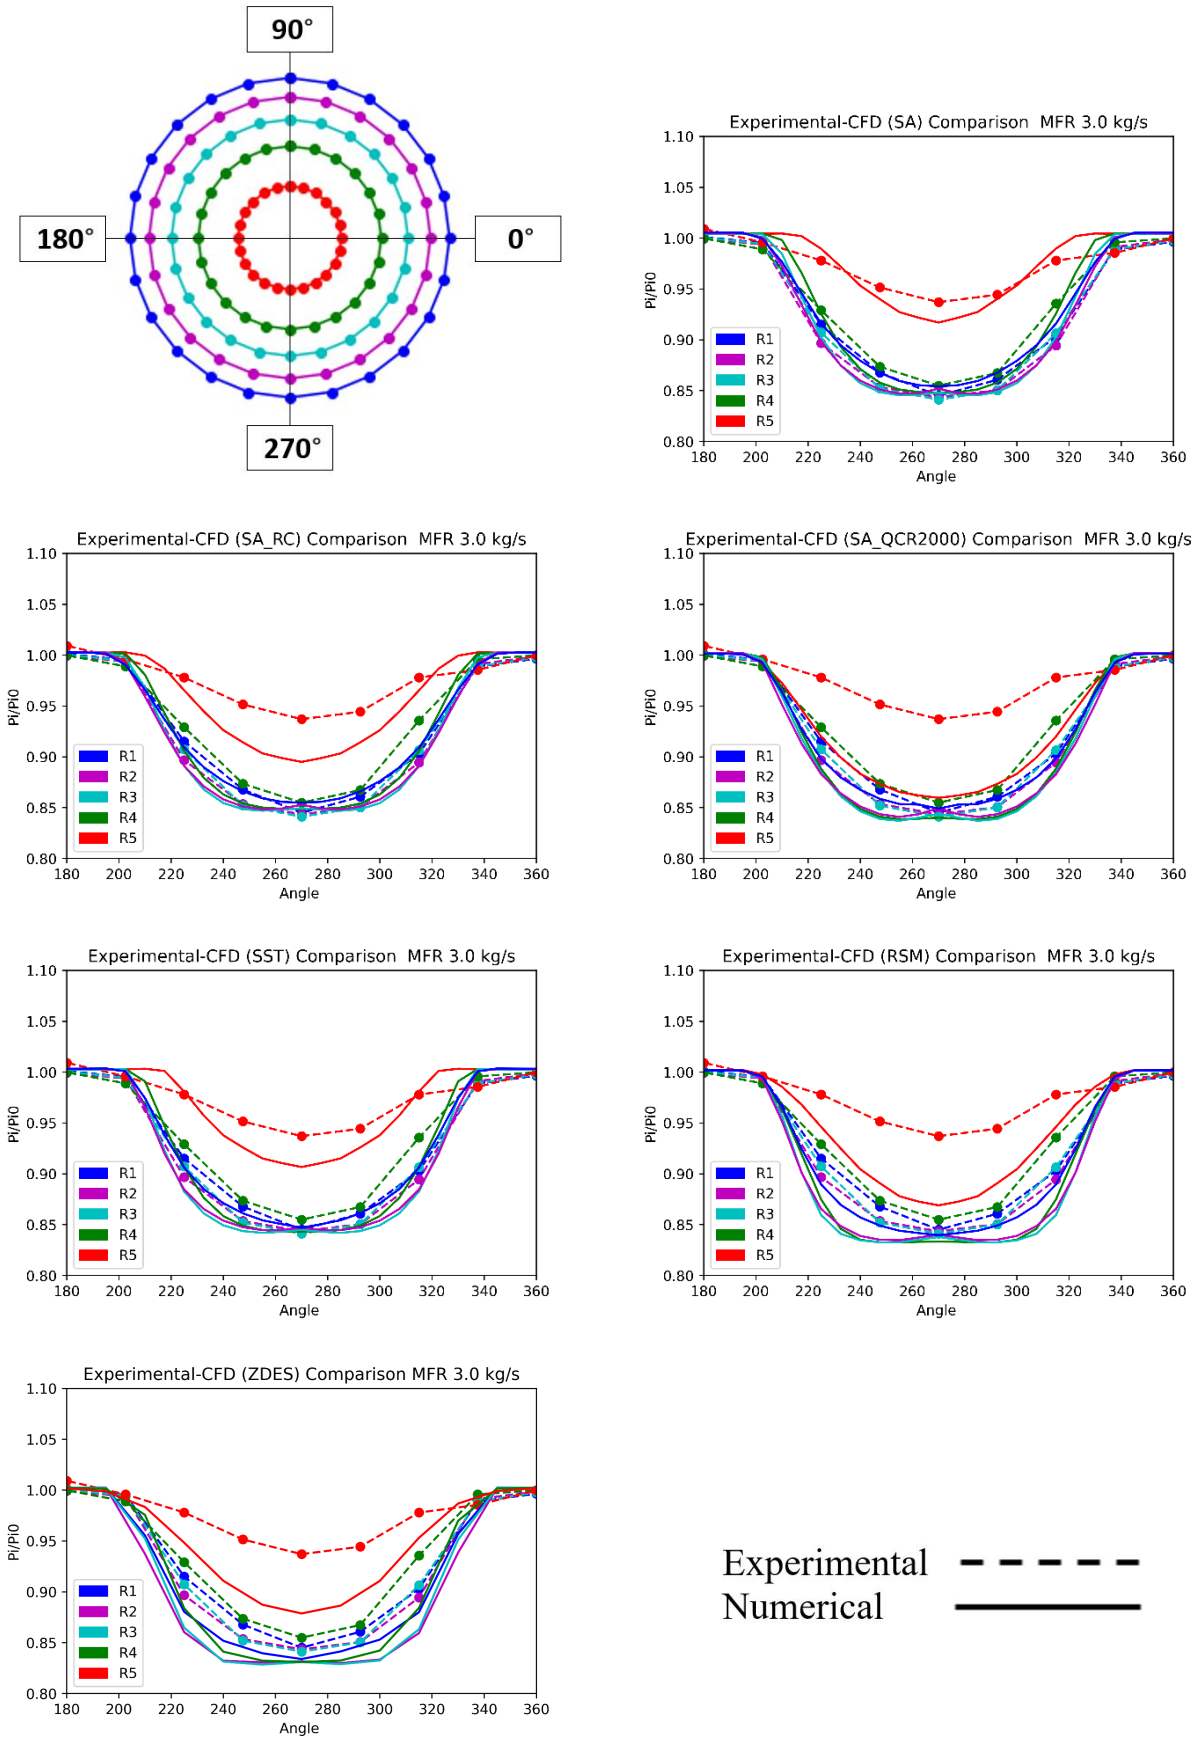 90°
180°
0°
270°
Experimental-CFD (SA) Comparison MFR 3.0 kg/s
1.10
1.05
1.00
0.95
0.90
0.85
0.80
Pi/Pi0
R1
R2
R3
R4
R5
180 200 220 240 260 280 300 320 340 360
Angle
Experimental-CFD (SA_RC) Comparison MFR 3.0 kg/s
1.10
1.05
1.00
0.95
0.90
0.85
0.80
Pi/Pi0
R1
R2
R3
R4
R5
180 200 220 240 260 280 300 320 340 360
Angle
Experimental-CFD (SA_QCR2000) Comparison MFR 3.0 kg/s
1.10
1.05
1.00
0.95
0.90
0.85
0.80
Pi/Pi0
R1
R2
R3
R4
R5
180 200 220 240 260 280 300 320 340 360
Angle
Experimental-CFD (SST) Comparison MFR 3.0 kg/s
1.10
1.05
1.00
0.95
0.90
0.85
0.80
Pi/Pi0
R1
R2
R3
R4
R5
180 200 220 240 260 280 300 320 340 360
Angle
Experimental-CFD (RSM) Comparison MFR 3.0 kg/s
1.10
1.05
1.00
0.95
0.90
0.85
0.80
Pi/Pi0
R1
R2
R3
R4
R5
180 200 220 240 260 280 300 320 340 360
Angle
Experimental-CFD (ZDES) Comparison MFR 3.0 kg/s
1.10
1.05
1.00
0.95
0.90
0.85
0.80
Pi/Pi0
R1
R2
R3
R4
R5
180 200 220 240 260 280 300 320 340 360
Angle
Experimental
Numerical